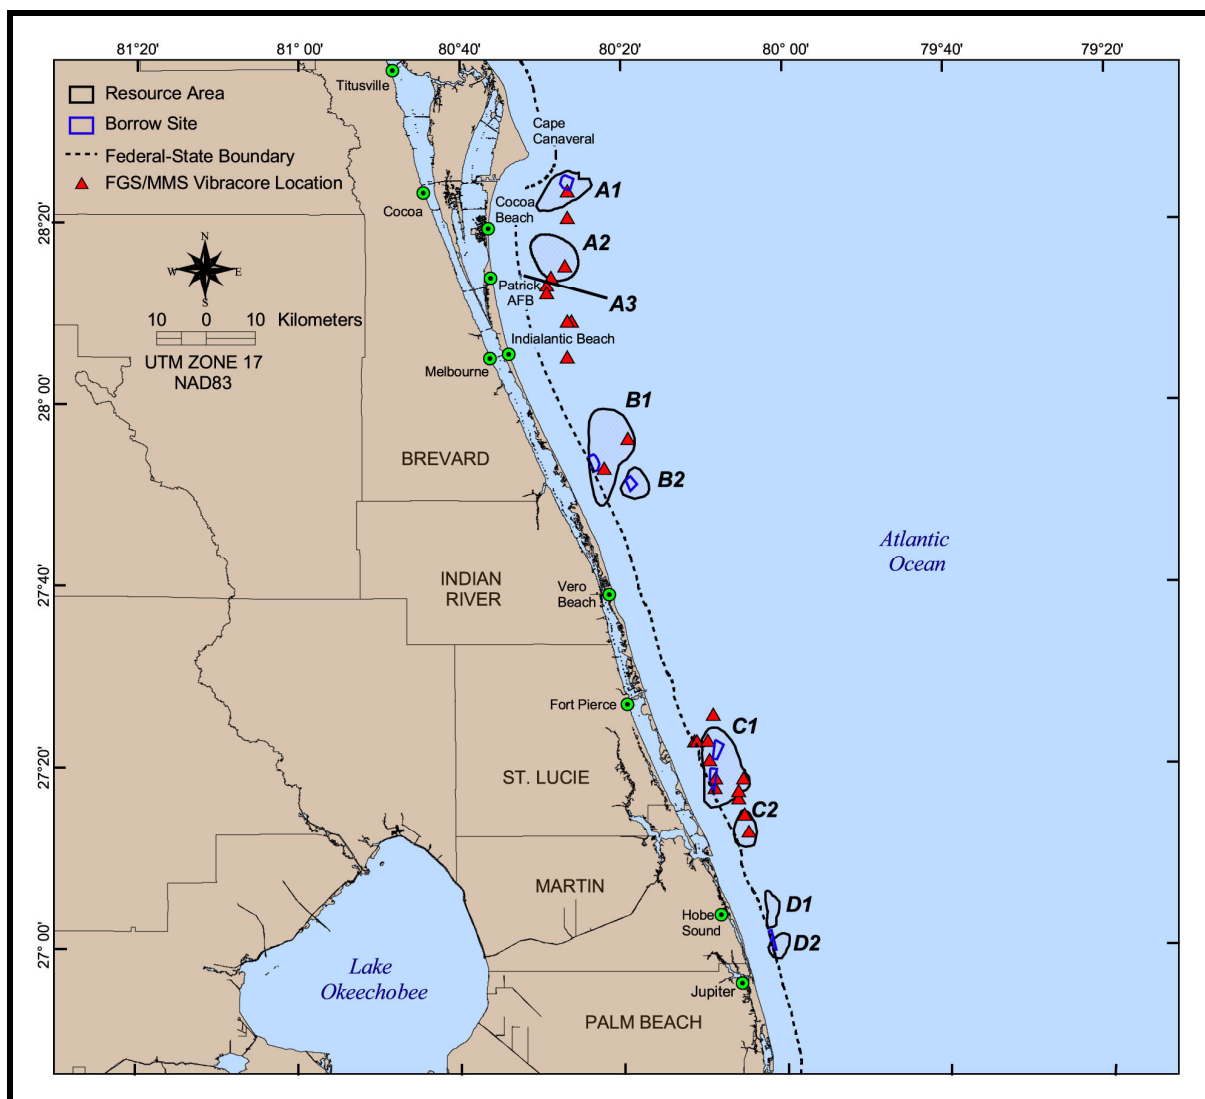 81°20'
81° 00'
80°40'
80°20'
80° 00'
79°40'
79°20'
Resource Area
Borrow Site
Federal-State Boundary
FGS/MMS Vibracore Location
Titusville
Cape
Canaveral
A1
Cocoa
Cocoa
Beach
28°20'
A2
N
W
E
S
Patrick
AFB
A3
10
0
10
Kilometers
UTM ZONE 17
NAD83
Indialantic Beach
Melbourne
28° 00'
B1
BREVARD
B2
Atlantic
Ocean
27°40'
INDIAN
RIVER
Vero
Beach
Fort Pierce
C1
27°20'
ST. LUCIE
C2
MARTIN
Hobe
Sound
D1
D2
27° 00'
Lake
Okeechobee
Jupiter
PALM BEACH